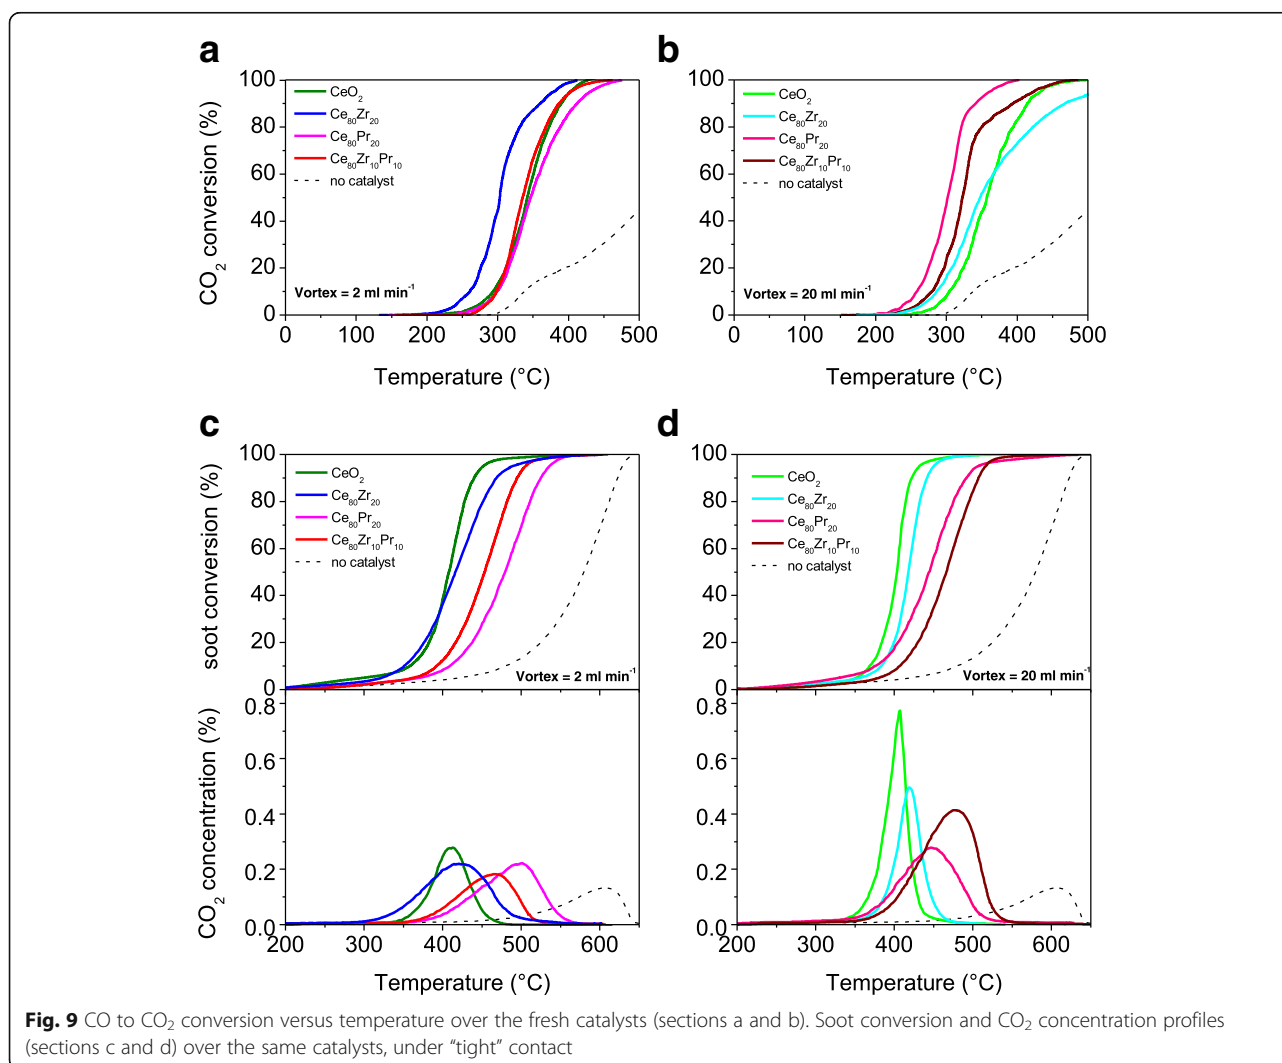 a
b
CO₂ conversion (%)
100
80
60
40
20
0
CeO₂
Ce₈₀Zr₂₀
Ce₈₀Pr₂₀
Ce₈₀Zr₁₀Pr₁₀
no catalyst
Vortex = 2 ml min⁻¹
0 100 200 300 400 500
Temperature (°C)
100
80
60
40
20
0
CeO₂
Ce₈₀Zr₂₀
Ce₈₀Pr₂₀
Ce₈₀Zr₁₀Pr₁₀
no catalyst
Vortex = 20 ml min⁻¹
0 100 200 300 400 500
Temperature (°C)
c
d
soot conversion (%)
100
80
60
40
20
0
CeO₂
Ce₈₀Zr₂₀
Ce₈₀Pr₂₀
Ce₈₀Zr₁₀Pr₁₀
no catalyst
Vortex = 2 ml min⁻¹
CO₂ concentration (%)
0.8
0.6
0.4
0.2
0.0
200 300 400 500 600
Temperature (°C)
100
80
60
40
20
0
CeO₂
Ce₈₀Zr₂₀
Ce₈₀Pr₂₀
Ce₈₀Zr₁₀Pr₁₀
no catalyst
Vortex = 20 ml min⁻¹
0.8
0.6
0.4
0.2
0.0
200 300 400 500 600
Temperature (°C)
Fig. 9 CO to CO₂ conversion versus temperature over the fresh catalysts (sections a and b). Soot conversion and CO₂ concentration profiles
(sections c and d) over the same catalysts, under “tight” contact